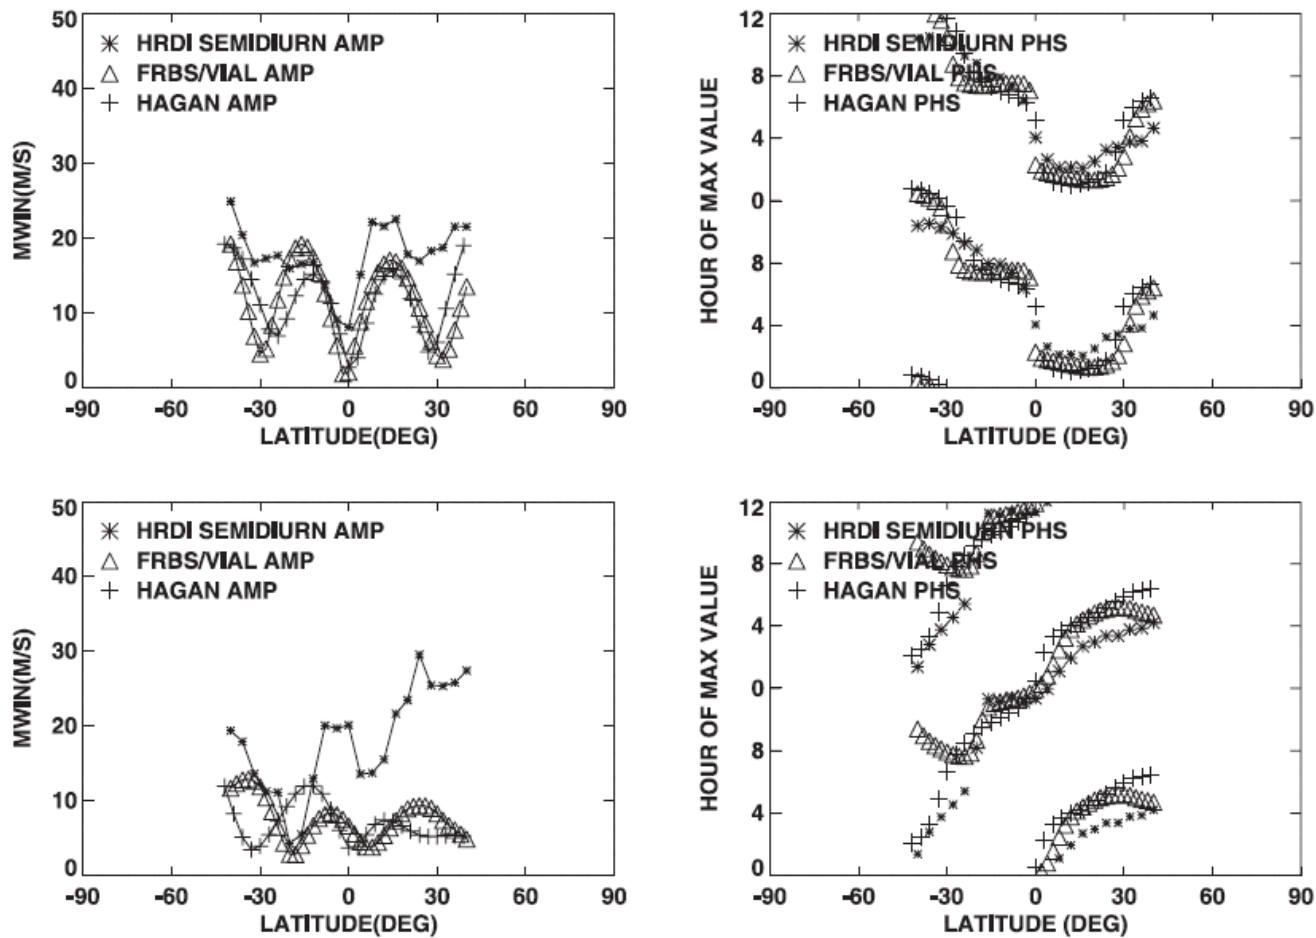 50
40
30
20
10
0
MWIN(M/S)
HRDI SEMIDIURN AMP
FRBS/VIAL AMP
HAGAN AMP
-90 -60 -30 0 30 60 90
LATITUDE(DEG)
12
8
4
0
8
4
0
HOUR OF MAX VALUE
HRDI SEMIDIURN PHS
FRBS/VIAL PHS
HAGAN PHS
-90 -60 -30 0 30 60 90
LATITUDE (DEG)
50
40
30
20
10
0
MWIN(M/S)
HRDI SEMIDIURN AMP
FRBS/VIAL AMP
HAGAN AMP
-90 -60 -30 0 30 60 90
LATITUDE(DEG)
12
8
4
0
8
4
0
HOUR OF MAX VALUE
HRDI SEMIDIURN PHS
FRBS/VIAL PHS
HAGAN PHS
-90 -60 -30 0 30 60 90
LATITUDE (DEG)